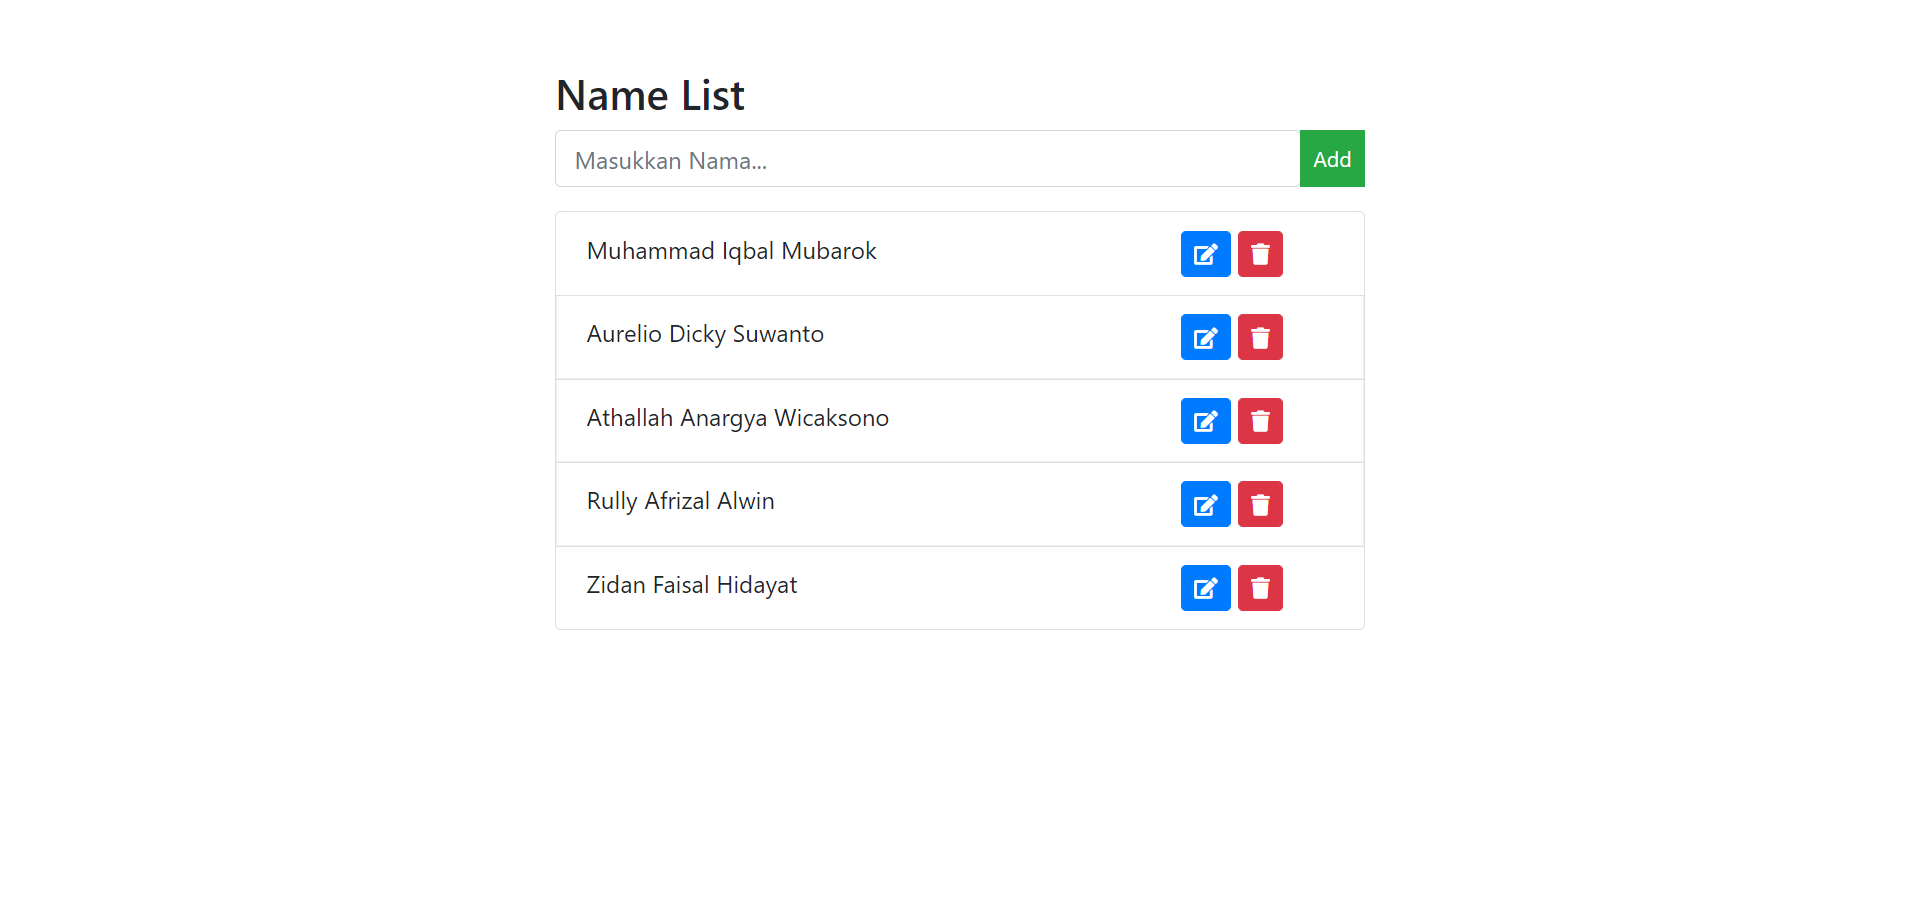 Name List
Masukkan Nama...
Add
Muhammad Iqbal Mubarok
Aurelio Dicky Suwanto
Athallah Anargya Wicaksono
Rully Afrizal Alwin
Zidan Faisal Hidayat